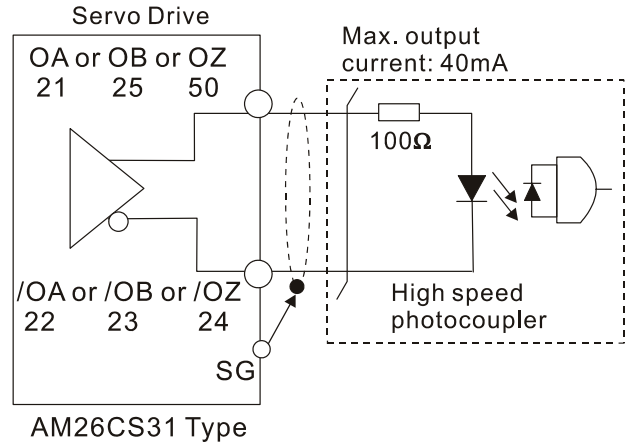 Servo Drive
OA or OB or OZ
21 25 50
Max. output
current: 40mA
100Ω
/OA or /OB or /OZ
22 23 24
High speed
photocoupler
SG
AM26CS31 Type